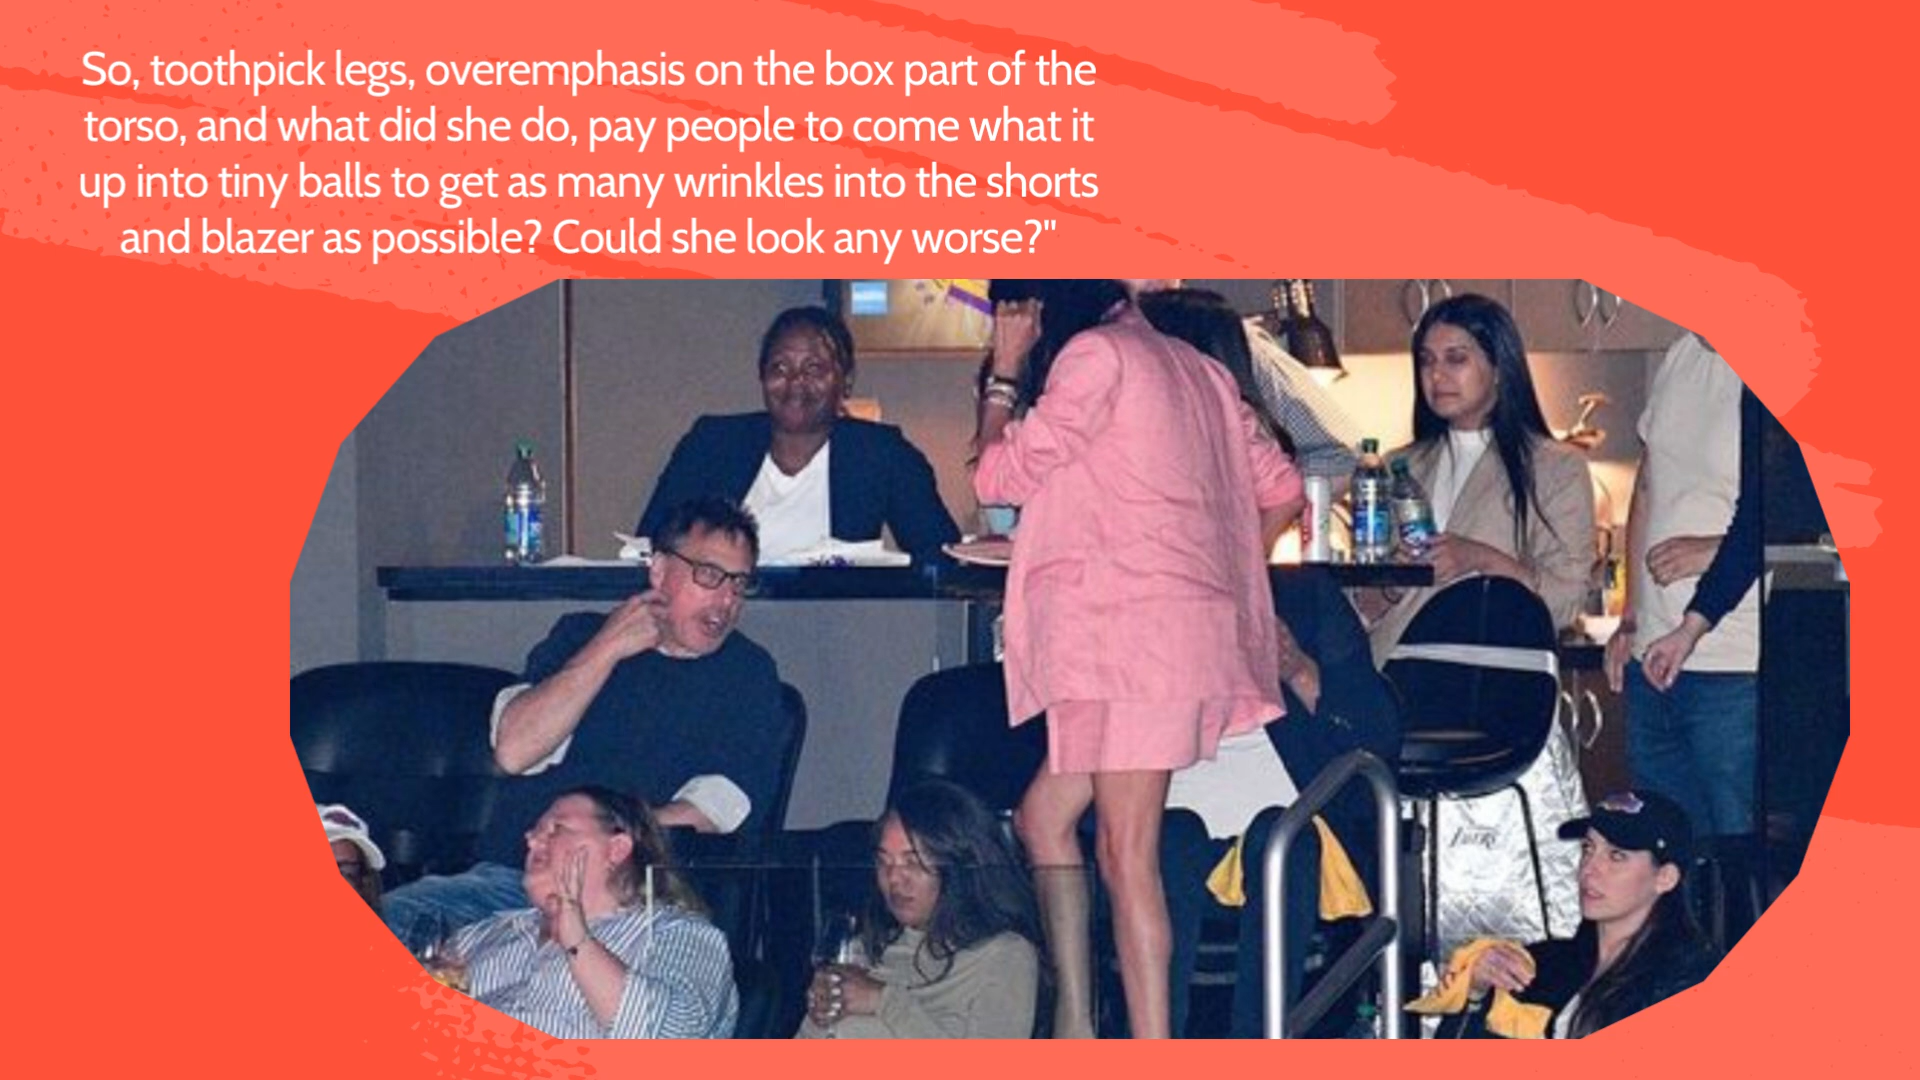 So, toothpick legs, overemphasis on the box part of the
torso, and what did she do, pay people to come what it
up into tiny balls to get as many wrinkles into the shorts
and blazer as possible? Could she look any worse?"
LAKERS